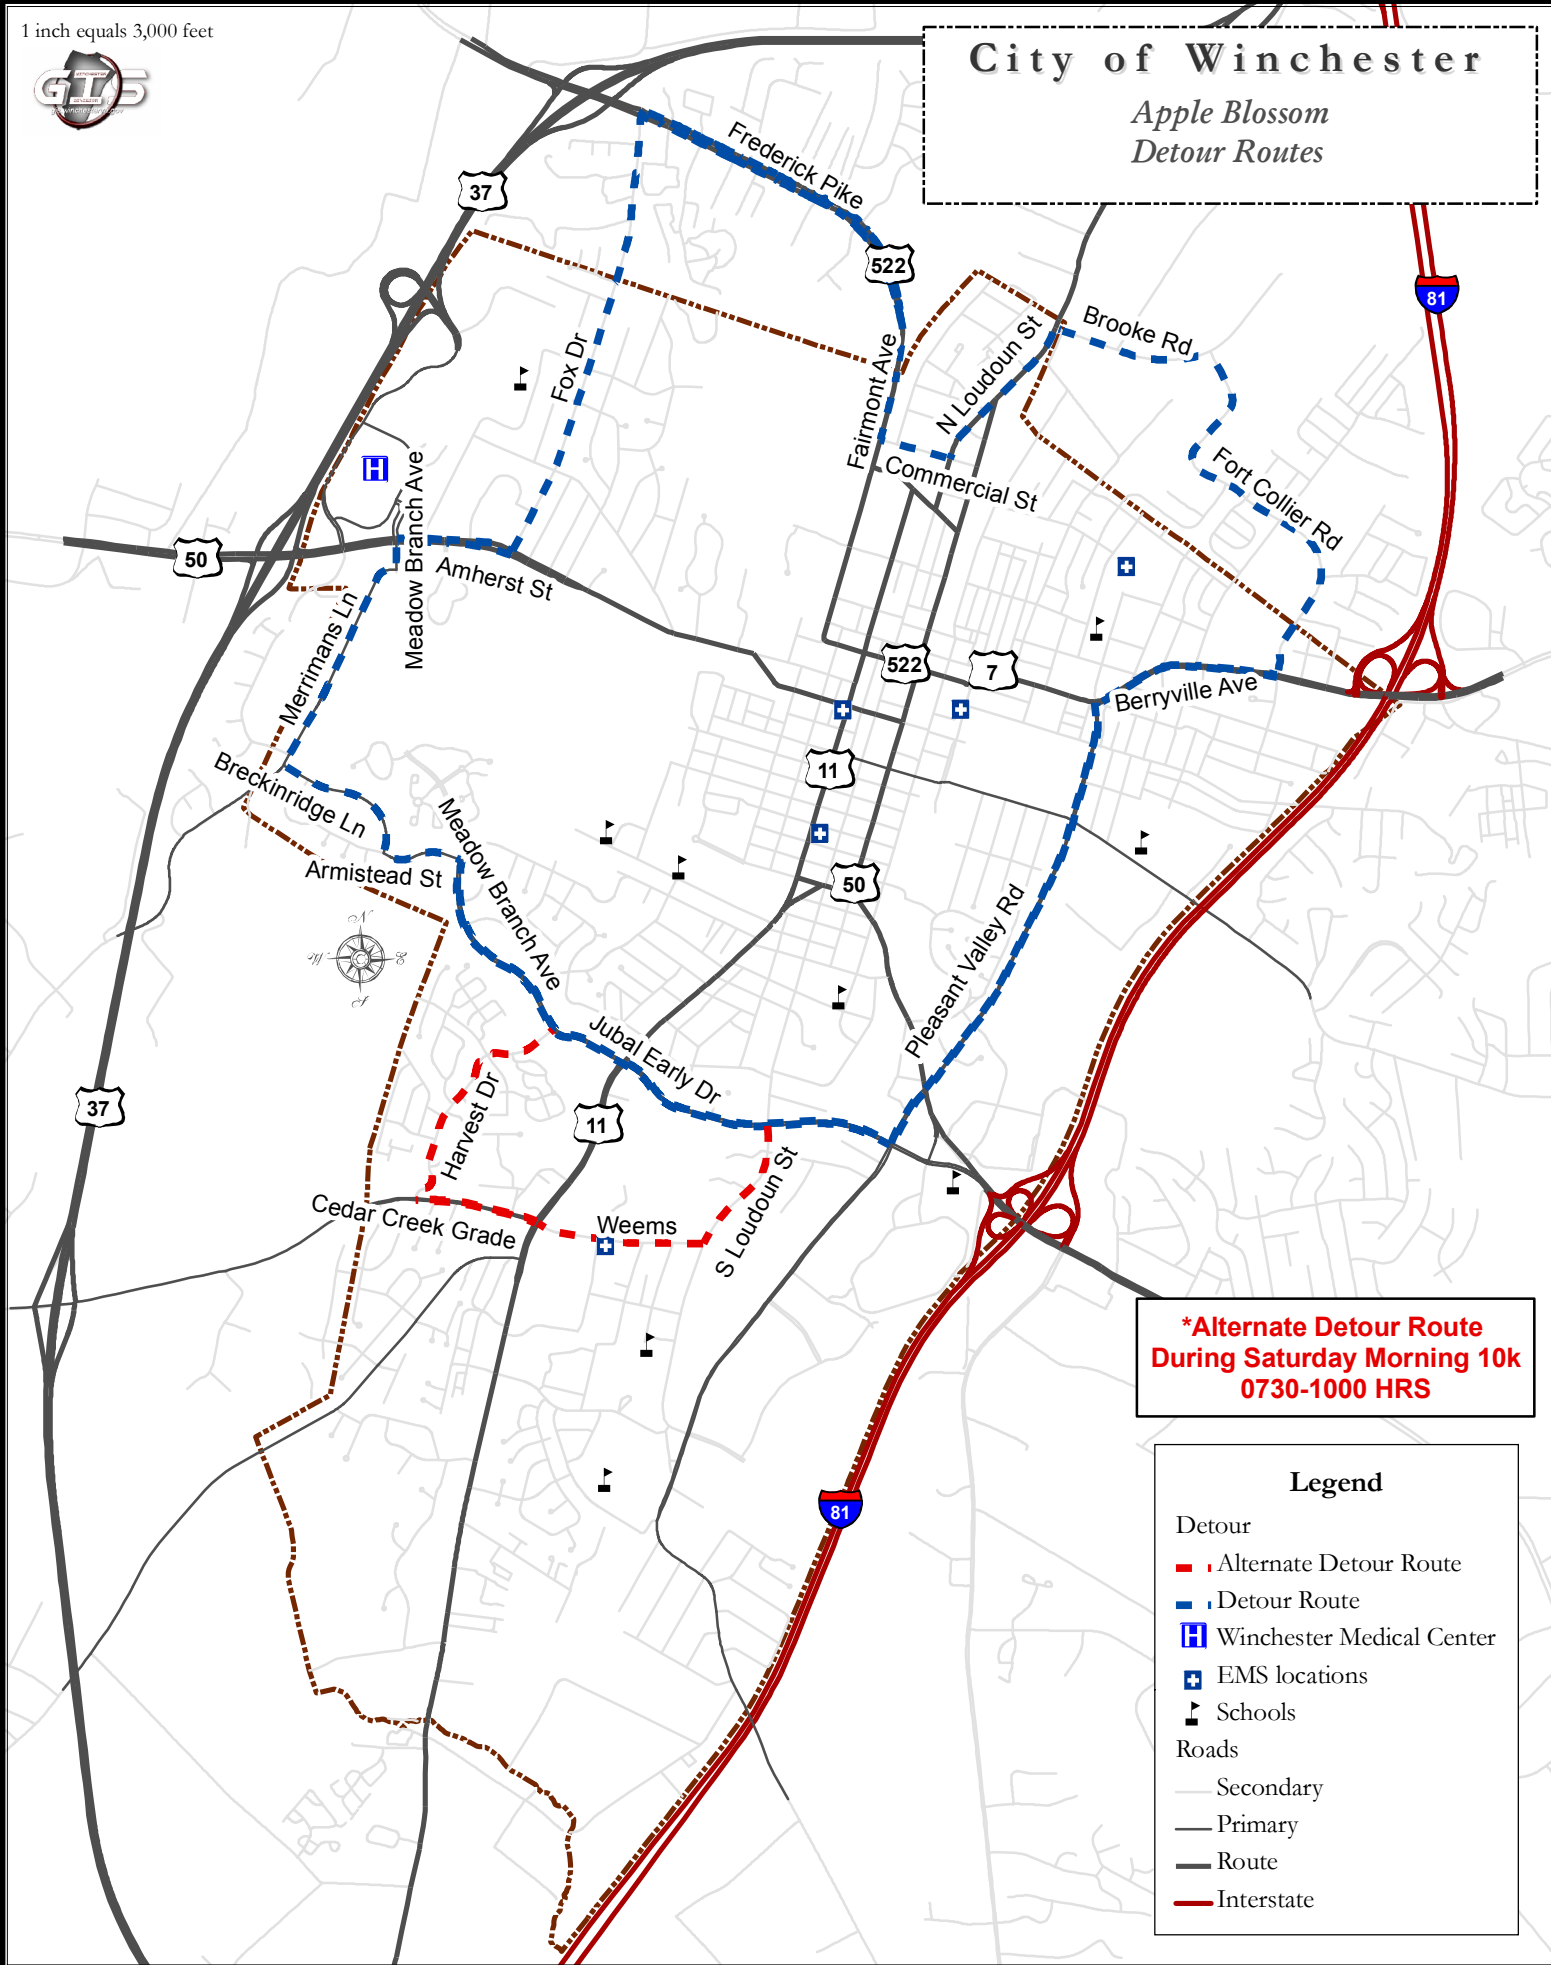 1 inch equals 3,000 feet
GIS
City of Winchester
Apple Blossom
Detour Routes
Frederick Pike
37
522
81
Brooke Rd
N Loudoun St
Fox Dr
Fairmont Ave
Commercial St
Fort Collier Rd
H
Meadow Branch Ave
50
Amherst St
Merrimans Ln
522
7
Berryville Ave
Breckinridge Ln
11
Meadow Branch Ave
Armistead St
50
Pleasant Valley Rd
N
W
E
S
Jubal Early Dr
37
Harvest Dr
11
S Loudoun St
Cedar Creek Grade
Weems
*Alternate Detour Route
During Saturday Morning 10k
0730-1000 HRS
81
Legend
Detour
Alternate Detour Route
Detour Route
H Winchester Medical Center
EMS locations
Schools
Roads
Secondary
Primary
Route
Interstate